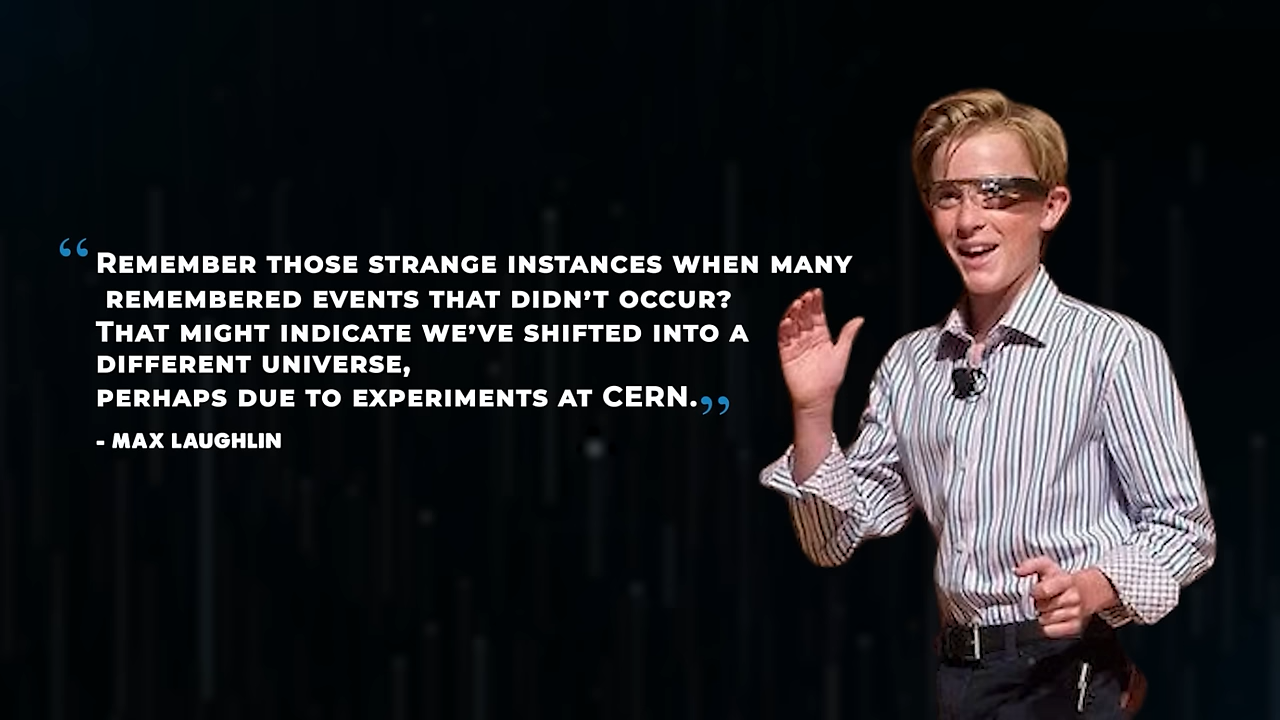 “Remember those strange instances when many
remembered events that didn’t occur?
That might indicate we’ve shifted into a
different universe,
perhaps due to experiments at CERN.”
- MAX LAUGHLIN